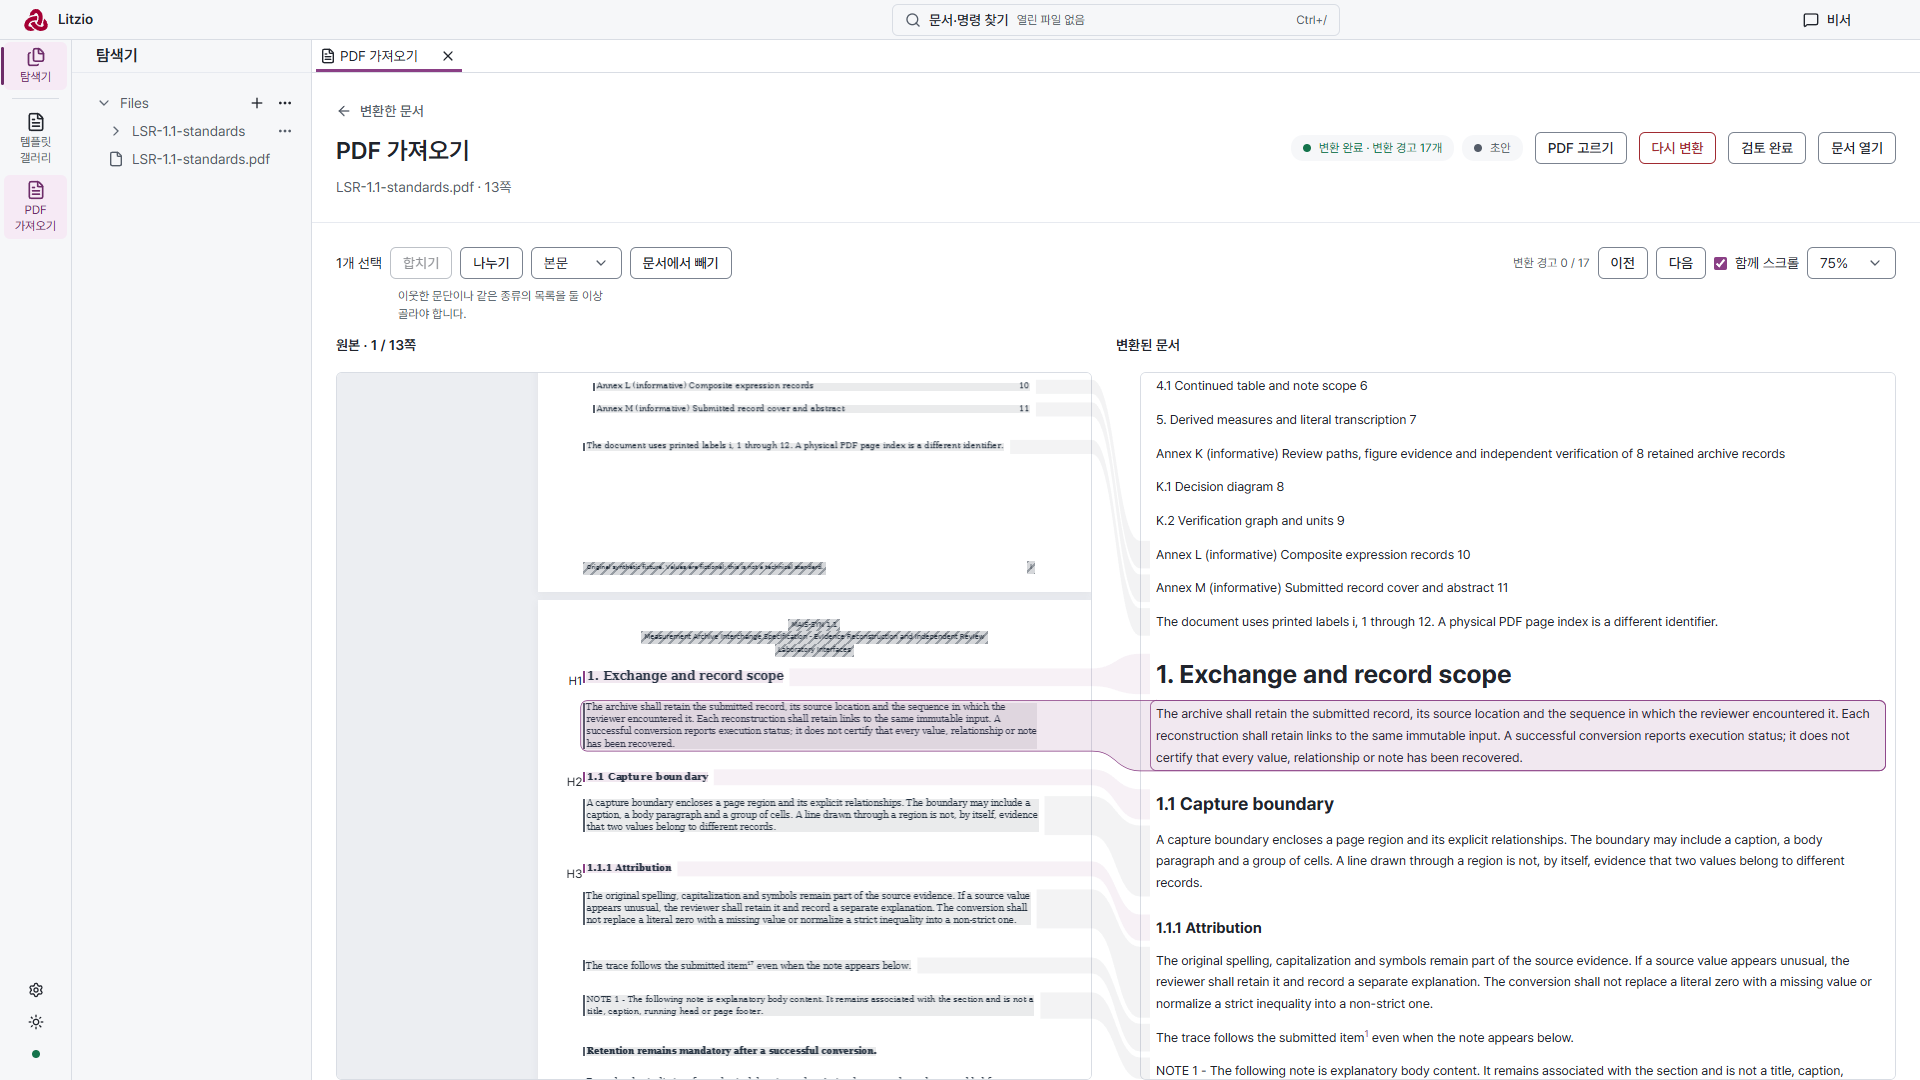 Litzio
문서·명령 찾기 열린 파일 없음 Ctrl+/
비서
탐색기
템플릿
갤러리
PDF
가져오기
탐색기
Files
LSR-1.1-standards
LSR-1.1-standards.pdf
PDF 가져오기
변환한 문서
PDF 가져오기
LSR-1.1-standards.pdf · 13쪽
변환 완료 · 변환 경고 17개
초안
PDF 고르기
다시 변환
검토 완료
문서 열기
1개 선택
합치기
나누기
본문
문서에서 빼기
이웃한 문단이나 같은 종류의 목록을 둘 이상
골라야 합니다.
변환 경고 0 / 17
이전
다음
함께 스크롤
75%
원본 · 1 / 13쪽
Annex L (informative) Composite expression records 10
Annex M (informative) Submitted record cover and abstract 11
The document uses printed labels i, 1 through 12. A physical PDF page index is a different identifier.
Original synthetic fixture. Values are fictional; this is not a technical standard.
Measurement Archive Interchange Specification - Evidence Reconstruction and Independent Review
Laboratory Interfaces
H1
1. Exchange and record scope
The archive shall retain the submitted record, its source location and the sequence in which the
reviewer encountered it. Each reconstruction shall retain links to the same immutable input. A
successful conversion reports execution status; it does not certify that every value, relationship or note
has been recovered.
H2
1.1 Capture boundary
A capture boundary encloses a page region and its explicit relationships. The boundary may include a
caption, a body paragraph and a group of cells. A line drawn through a region is not, by itself, evidence
that two values belong to different records.
H3
1.1.1 Attribution
The original spelling, capitalization and symbols remain part of the source evidence. If a source value
appears unusual, the reviewer shall retain it and record a separate explanation. The conversion shall
not replace a literal zero with a missing value or normalize a strict inequality into a non-strict one.
The trace follows the submitted item even when the note appears below.
NOTE 1 - The following note is explanatory body content. It remains associated with the section and is not a
title, caption, running head or page footer.
Retention remains mandatory after a successful conversion.
변환된 문서
4.1 Continued table and note scope 6
5. Derived measures and literal transcription 7
Annex K (informative) Review paths, figure evidence and independent verification of 8 retained archive records
K.1 Decision diagram 8
K.2 Verification graph and units 9
Annex L (informative) Composite expression records 10
Annex M (informative) Submitted record cover and abstract 11
The document uses printed labels i, 1 through 12. A physical PDF page index is a different identifier.
1. Exchange and record scope
The archive shall retain the submitted record, its source location and the sequence in which the reviewer encountered it. Each
reconstruction shall retain links to the same immutable input. A successful conversion reports execution status; it does not
certify that every value, relationship or note has been recovered.
1.1 Capture boundary
A capture boundary encloses a page region and its explicit relationships. The boundary may include a caption, a body
paragraph and a group of cells. A line drawn through a region is not, by itself, evidence that two values belong to different
records.
1.1.1 Attribution
The original spelling, capitalization and symbols remain part of the source evidence. If a source value appears unusual, the
reviewer shall retain it and record a separate explanation. The conversion shall not replace a literal zero with a missing value or
normalize a strict inequality into a non-strict one.
The trace follows the submitted item1 even when the note appears below.
NOTE 1 - The following note is explanatory body content. It remains associated with the section and is not a title, caption,